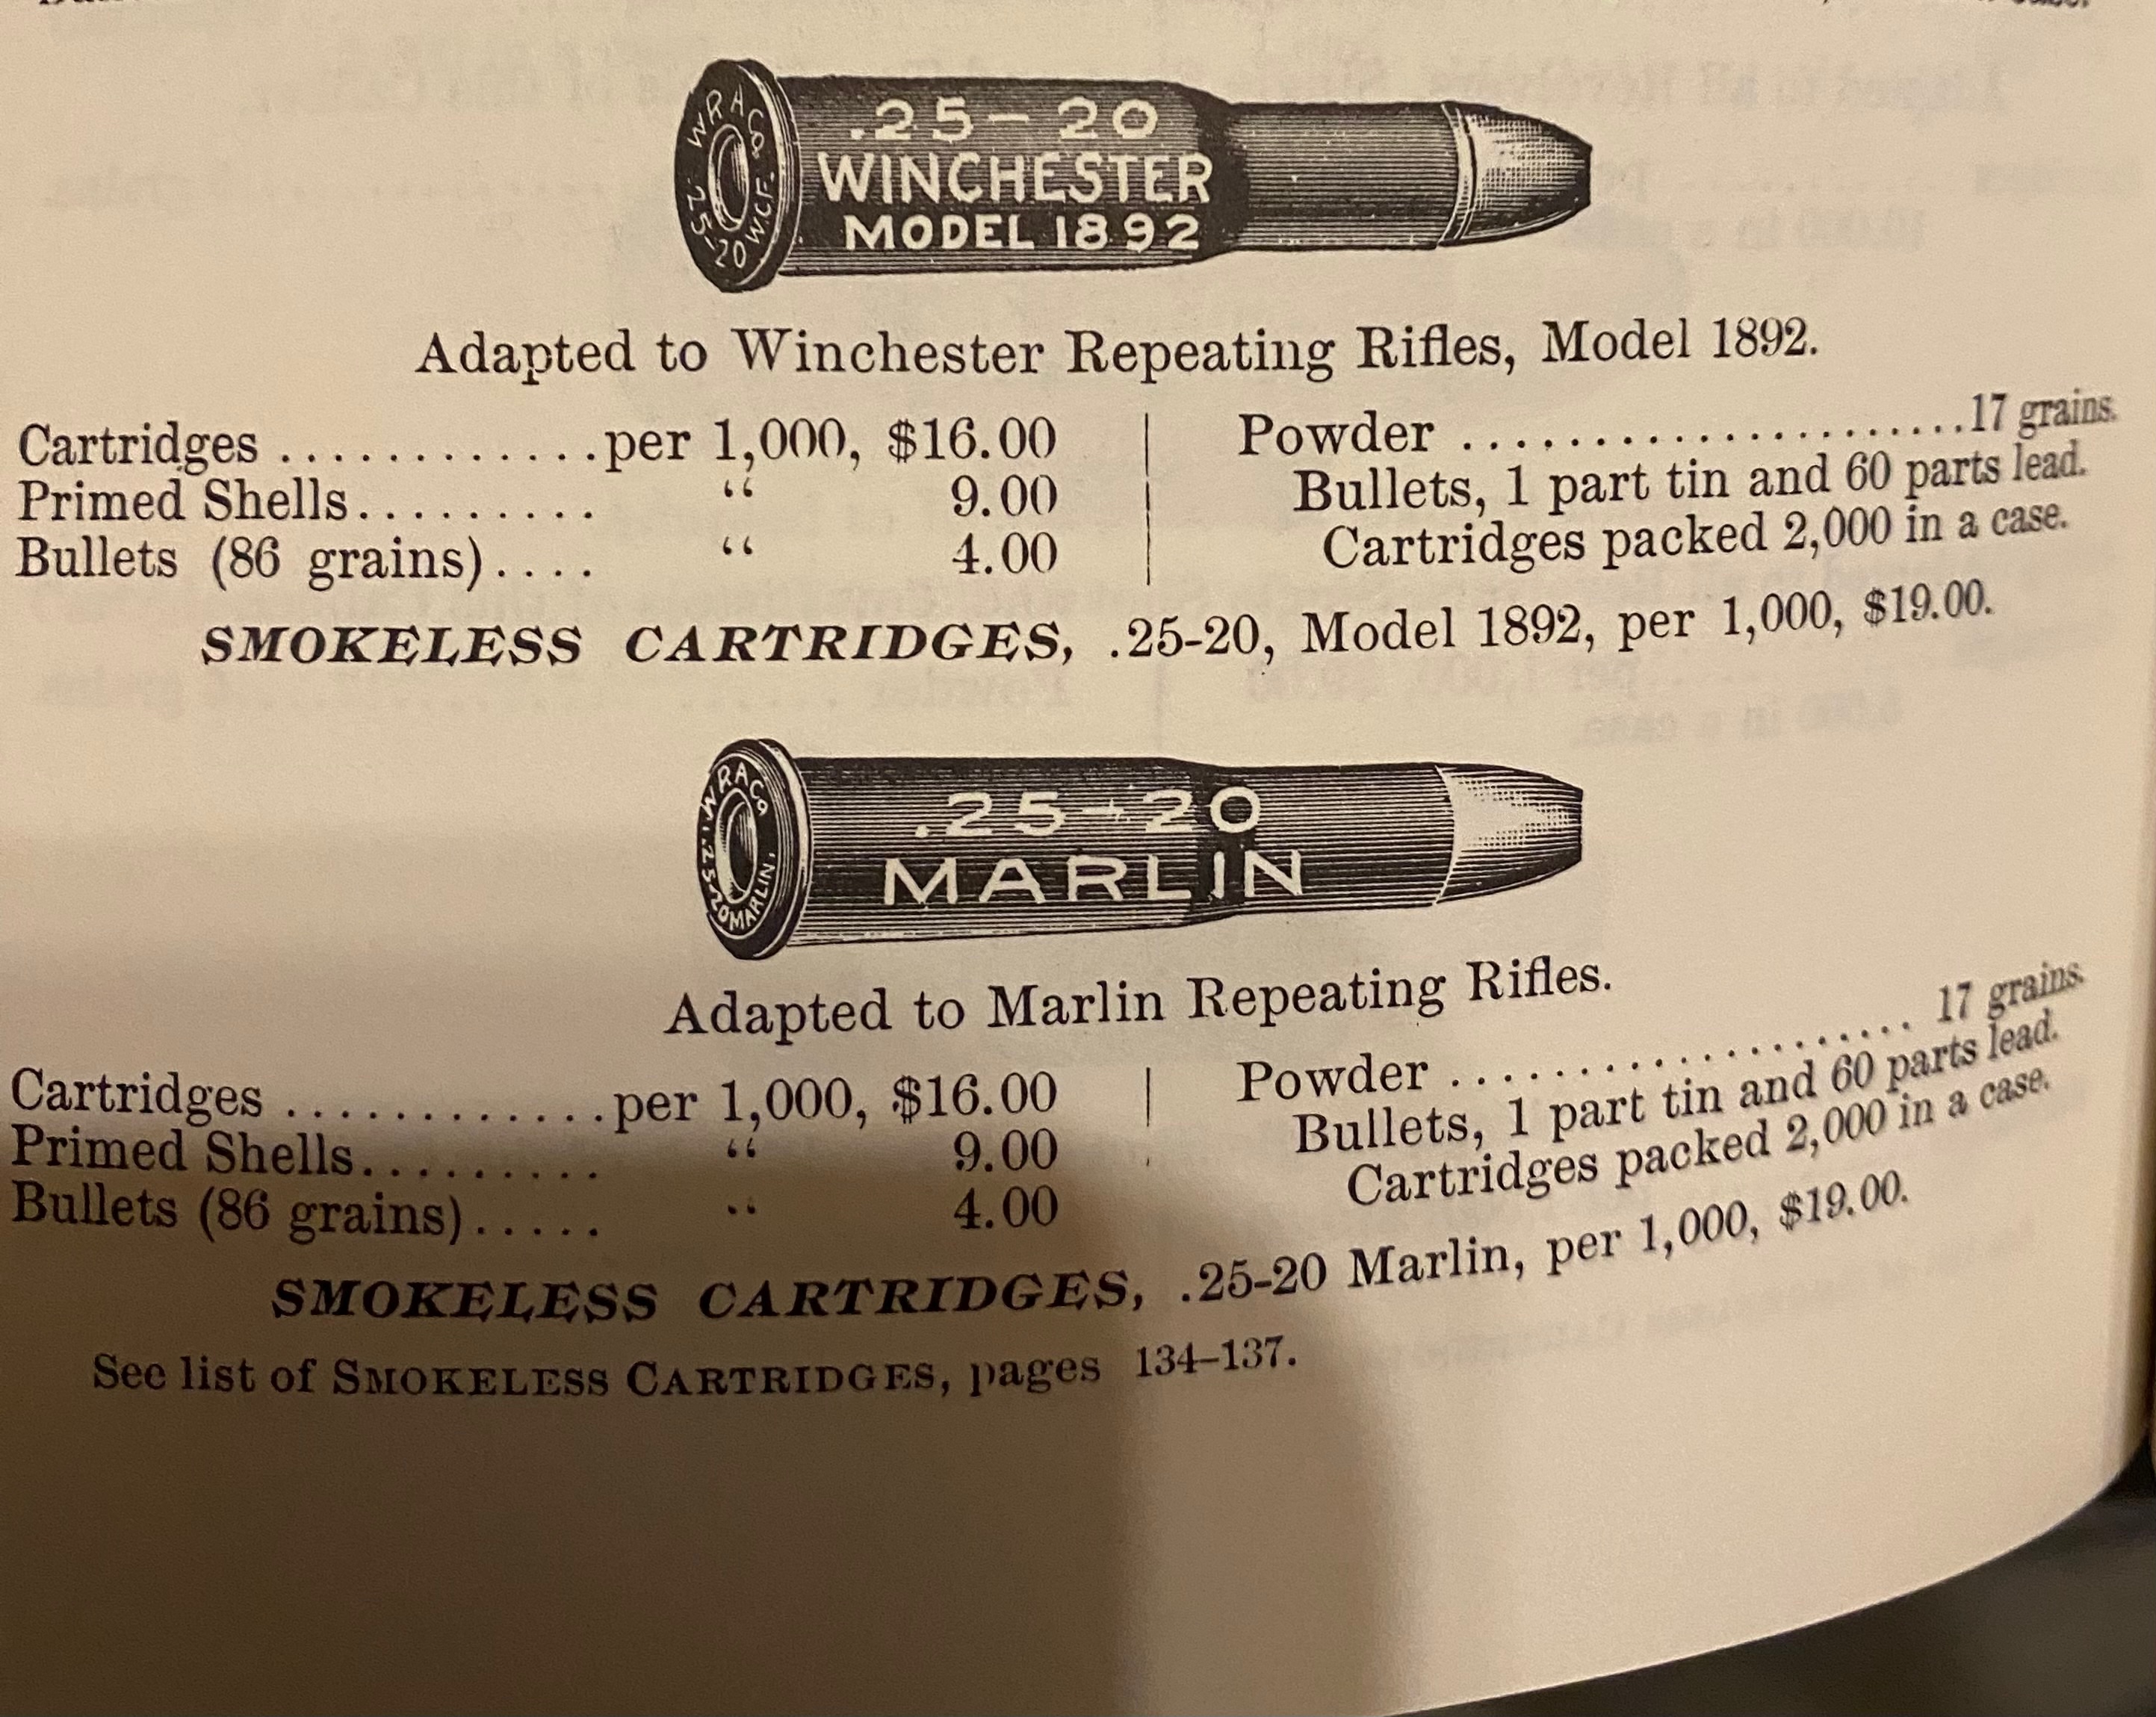 W.R.A.Co.
.25-20 W.C.F.
.25-20
WINCHESTER
MODEL 1892
Adapted to Winchester Repeating Rifles, Model 1892.
Cartridges ............per 1,000, $16.00 | Powder .....................17 grains.
Primed Shells......... “ 9.00 | Bullets, 1 part tin and 60 parts lead.
Bullets (86 grains).... “ 4.00 | Cartridges packed 2,000 in a case.
SMOKELESS CARTRIDGES, .25-20, Model 1892, per 1,000, $19.00.
W.R.A.Co.
.25-20 MARLIN.
.25-20
MARLIN
Adapted to Marlin Repeating Rifles.
Cartridges ............per 1,000, $16.00 | Powder ................... 17 grains.
Primed Shells......... “ 9.00 Bullets, 1 part tin and 60 parts lead.
Bullets (86 grains)..... “ 4.00 Cartridges packed 2,000 in a case.
SMOKELESS CARTRIDGES, .25-20 Marlin, per 1,000, $19.00.
See list of SMOKELESS CARTRIDGES, pages 134–137.